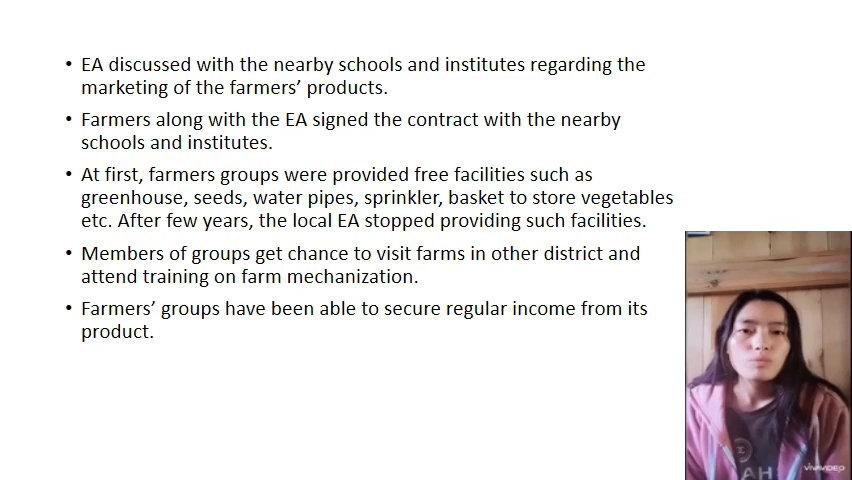 • EA discussed with the nearby schools and institutes regarding the
marketing of the farmers’ products.
• Farmers along with the EA signed the contract with the nearby
schools and institutes.
• At first, farmers groups were provided free facilities such as
greenhouse, seeds, water pipes, sprinkler, basket to store vegetables
etc. After few years, the local EA stopped providing such facilities.
• Members of groups get chance to visit farms in other district and
attend training on farm mechanization.
• Farmers’ groups have been able to secure regular income from its
product.
AH
VIVAVIDEO